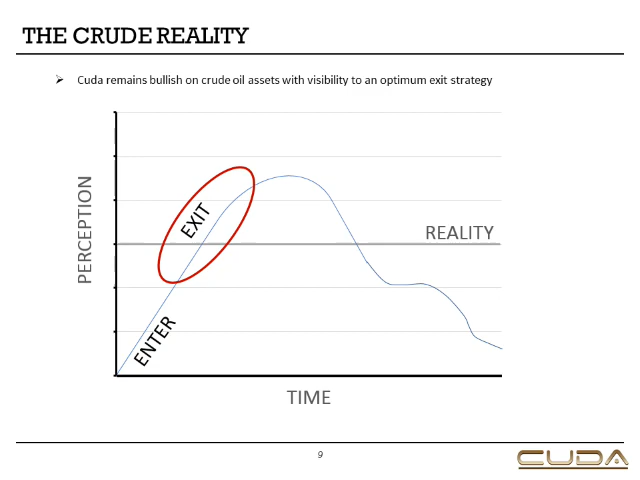 THE CRUDE REALITY
➢ Cuda remains bullish on crude oil assets with visibility to an optimum exit strategy
PERCEPTION
EXIT
REALITY
ENTER
TIME
9
CUDA